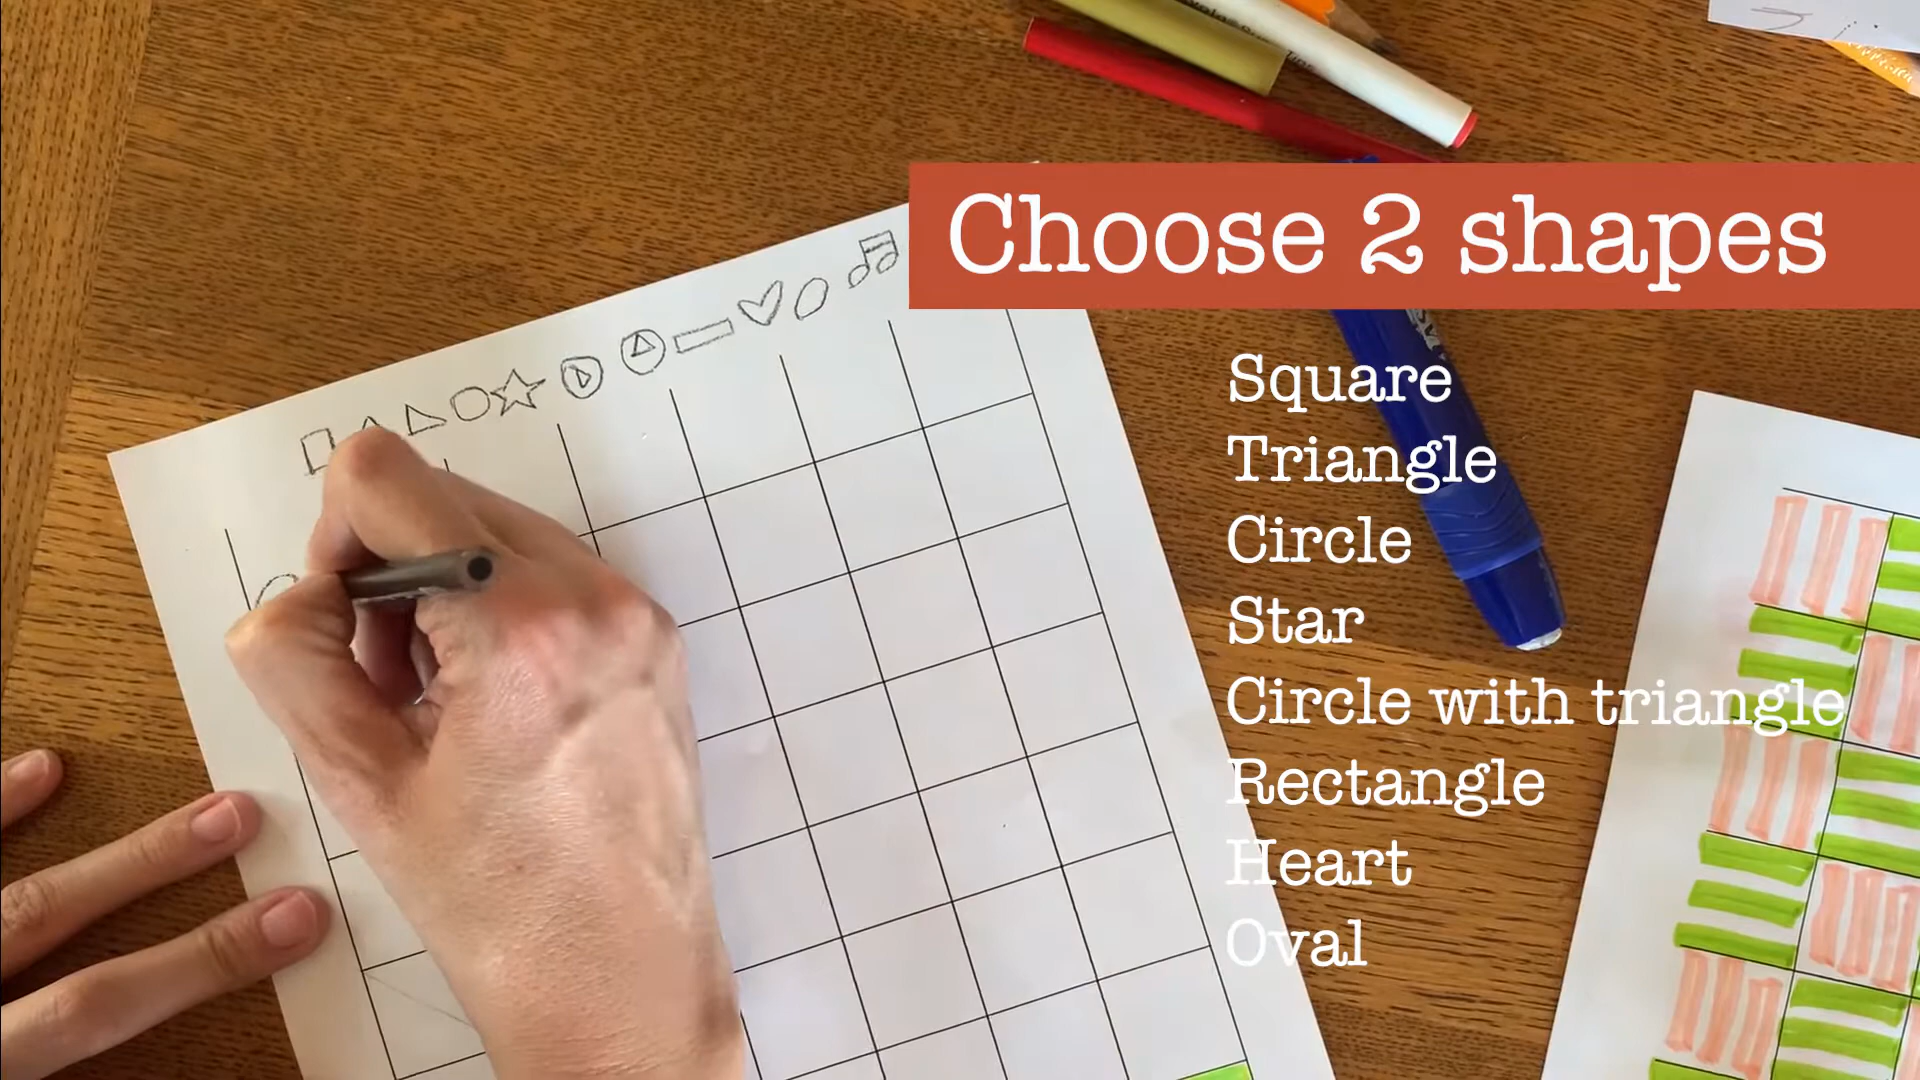 Choose 2 shapes
Square
Triangle
Circle
Star
Circle with triangle
Rectangle
Heart
Oval